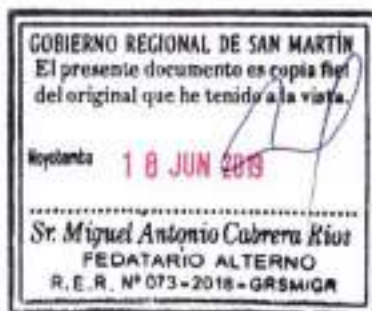 GOBIERNO REGIONAL DE SAN MARTÍN
El presente documento es copia fiel
del original que he tenido a la vista.
Moyobamba 18 JUN 2019
Sr. Miguel Antonio Cabrera Rios
FEDATARIO ALTERNO
R.E.R. Nº 073-2018-GRSM/GR